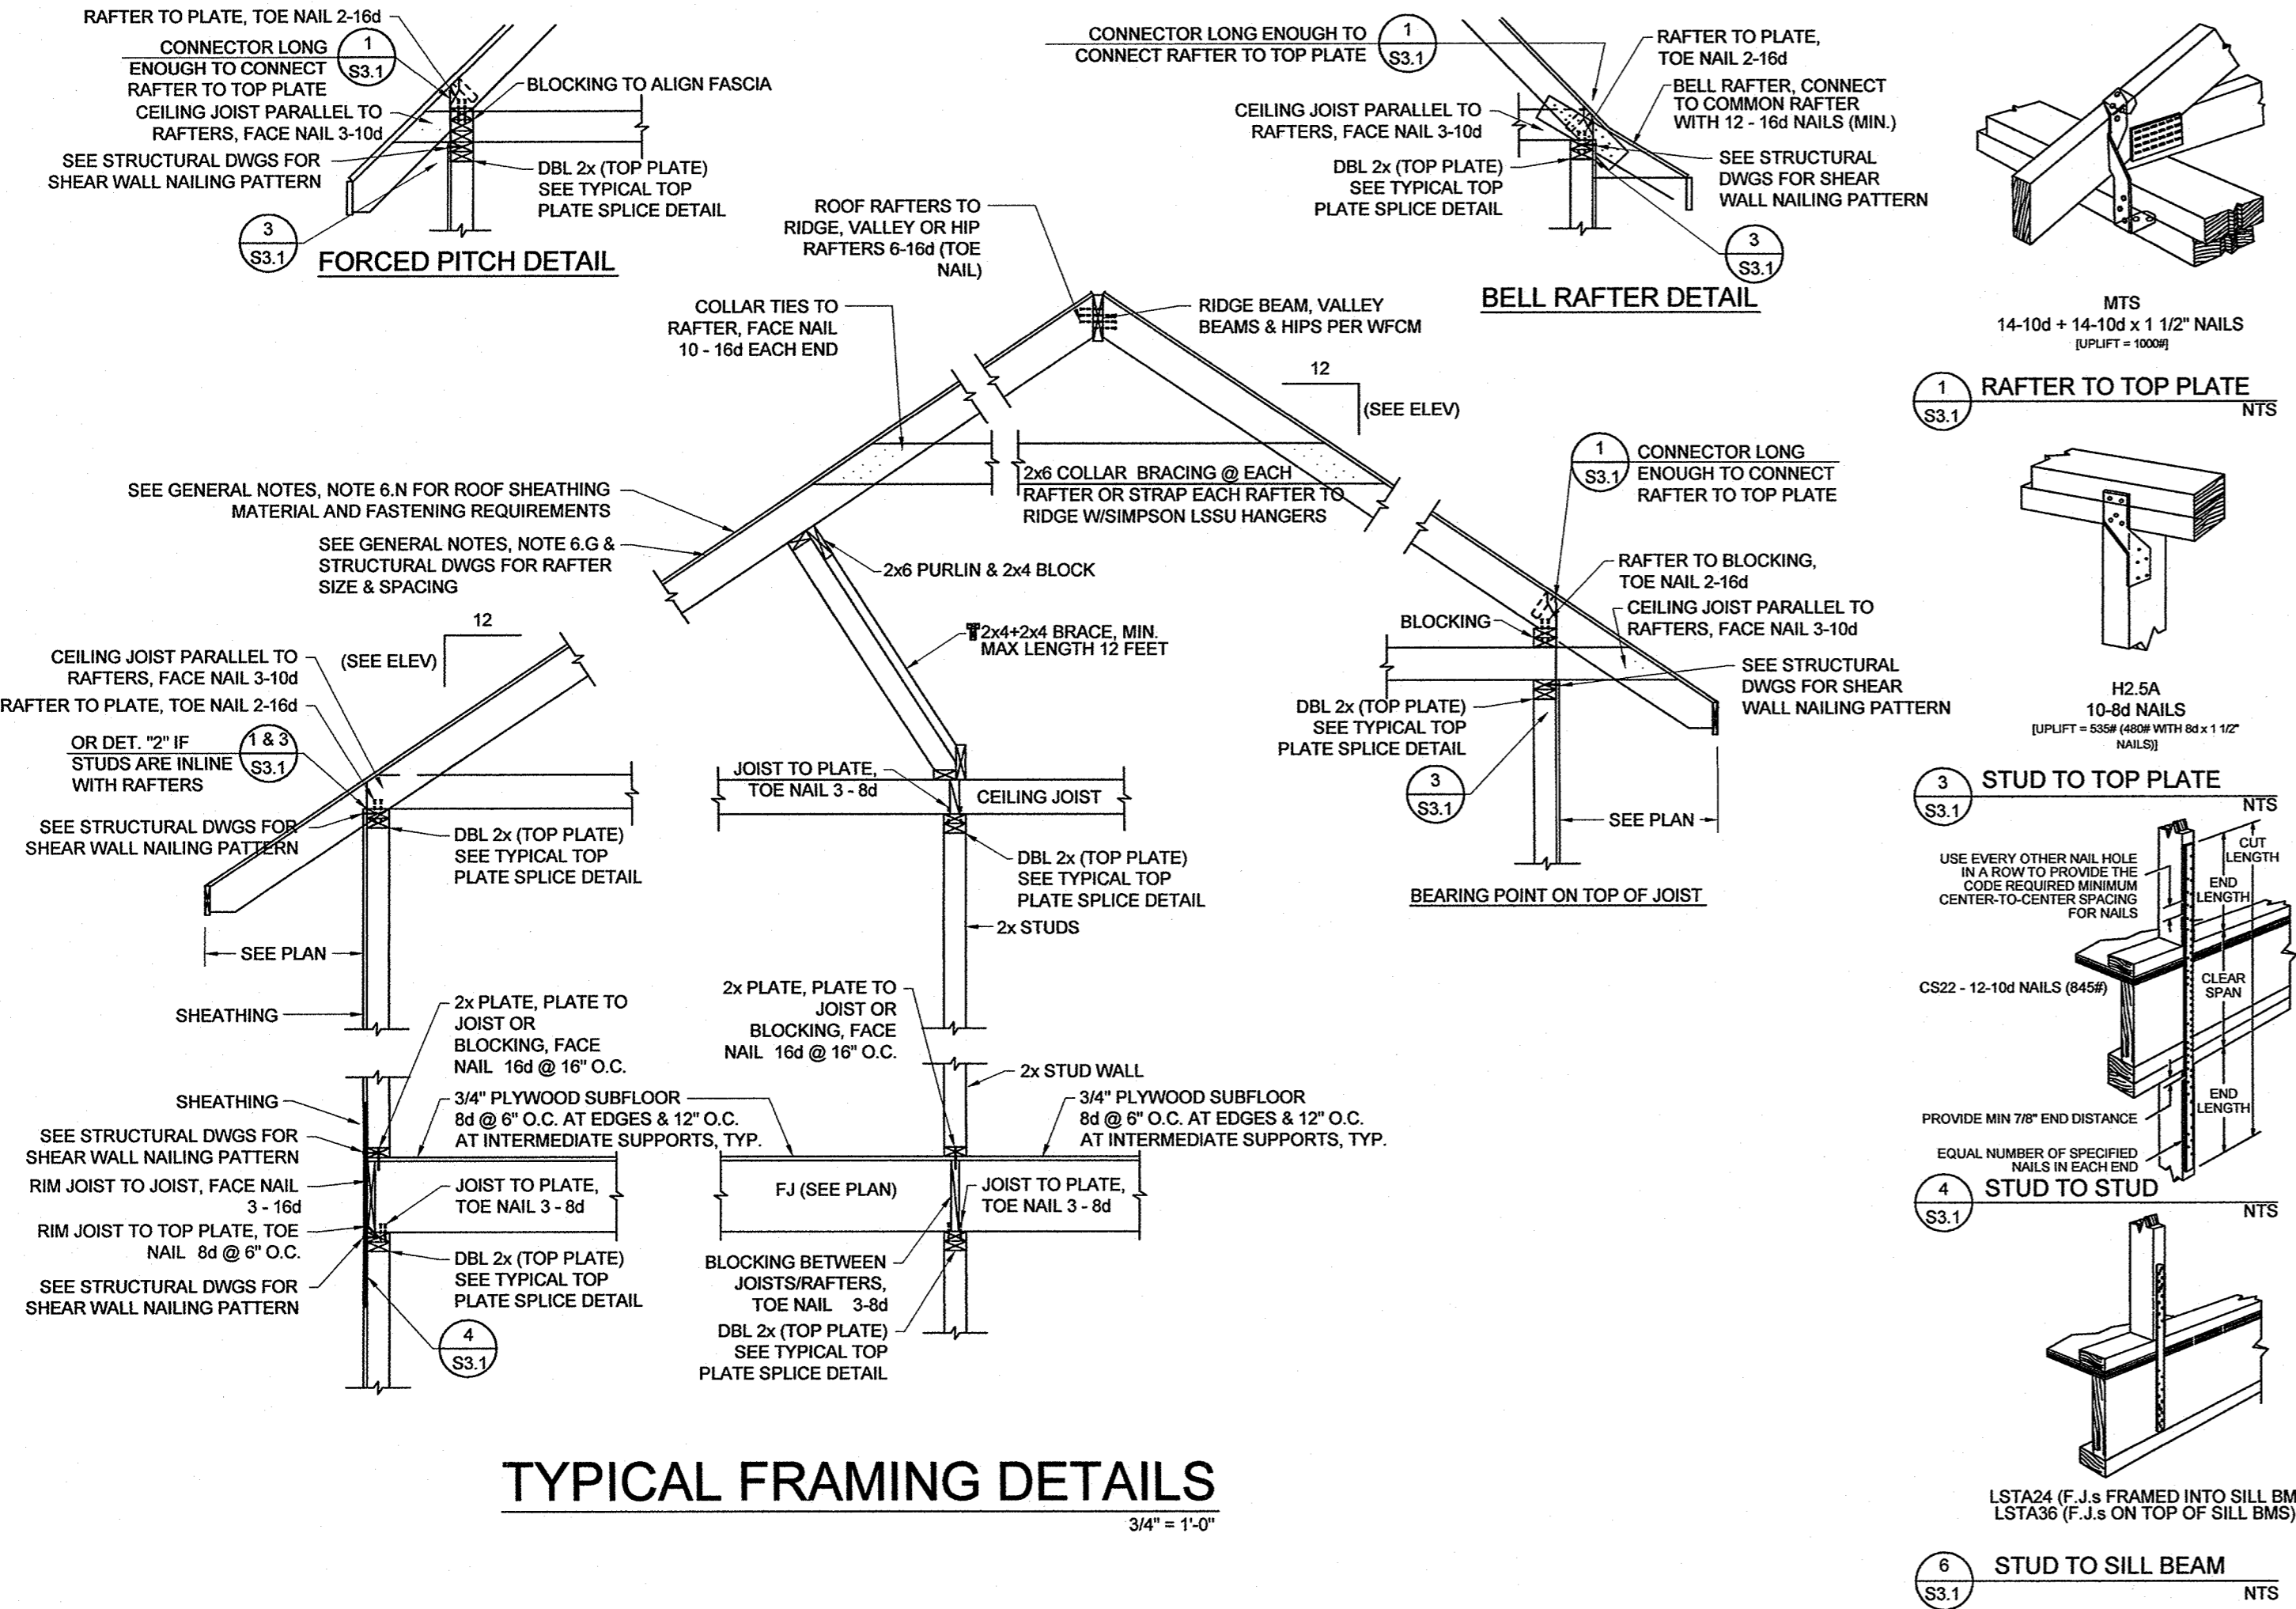 RAFTER TO PLATE, TOE NAIL 2-16d
CONNECTOR LONG
ENOUGH TO CONNECT
RAFTER TO TOP PLATE
1
S3.1
CEILING JOIST PARALLEL TO
RAFTERS, FACE NAIL 3-10d
SEE STRUCTURAL DWGS FOR
SHEAR WALL NAILING PATTERN
BLOCKING TO ALIGN FASCIA
DBL 2x (TOP PLATE)
SEE TYPICAL TOP
PLATE SPLICE DETAIL
3
S3.1
FORCED PITCH DETAIL
CONNECTOR LONG ENOUGH TO
CONNECT RAFTER TO TOP PLATE
1
S3.1
RAFTER TO PLATE,
TOE NAIL 2-16d
BELL RAFTER, CONNECT
TO COMMON RAFTER
WITH 12 - 16d NAILS (MIN.)
CEILING JOIST PARALLEL TO
RAFTERS, FACE NAIL 3-10d
DBL 2x (TOP PLATE)
SEE TYPICAL TOP
PLATE SPLICE DETAIL
SEE STRUCTURAL
DWGS FOR SHEAR
WALL NAILING PATTERN
3
S3.1
BELL RAFTER DETAIL
ROOF RAFTERS TO
RIDGE, VALLEY OR HIP
RAFTERS 6-16d (TOE
NAIL)
COLLAR TIES TO
RAFTER, FACE NAIL
10 - 16d EACH END
RIDGE BEAM, VALLEY
BEAMS & HIPS PER WFCM
12
(SEE ELEV)
2x6 COLLAR BRACING @ EACH
RAFTER OR STRAP EACH RAFTER TO
RIDGE W/SIMPSON LSSU HANGERS
SEE GENERAL NOTES, NOTE 6.N FOR ROOF SHEATHING
MATERIAL AND FASTENING REQUIREMENTS
SEE GENERAL NOTES, NOTE 6.G &
STRUCTURAL DWGS FOR RAFTER
SIZE & SPACING
2x6 PURLIN & 2x4 BLOCK
2x4+2x4 BRACE, MIN.
MAX LENGTH 12 FEET
12
(SEE ELEV)
CEILING JOIST PARALLEL TO
RAFTERS, FACE NAIL 3-10d
RAFTER TO PLATE, TOE NAIL 2-16d
OR DET. "2" IF
STUDS ARE INLINE
WITH RAFTERS
1 & 3
S3.1
SEE STRUCTURAL DWGS FOR
SHEAR WALL NAILING PATTERN
DBL 2x (TOP PLATE)
SEE TYPICAL TOP
PLATE SPLICE DETAIL
SEE PLAN
SHEATHING
JOIST TO PLATE,
TOE NAIL 3 - 8d
CEILING JOIST
DBL 2x (TOP PLATE)
SEE TYPICAL TOP
PLATE SPLICE DETAIL
2x STUDS
1
S3.1
CONNECTOR LONG
ENOUGH TO CONNECT
RAFTER TO TOP PLATE
RAFTER TO BLOCKING,
TOE NAIL 2-16d
CEILING JOIST PARALLEL TO
RAFTERS, FACE NAIL 3-10d
BLOCKING
SEE STRUCTURAL
DWGS FOR SHEAR
WALL NAILING PATTERN
DBL 2x (TOP PLATE)
SEE TYPICAL TOP
PLATE SPLICE DETAIL
3
S3.1
SEE PLAN
BEARING POINT ON TOP OF JOIST
2x PLATE, PLATE TO
JOIST OR
BLOCKING, FACE
NAIL 16d @ 16" O.C.
SHEATHING
SEE STRUCTURAL DWGS FOR
SHEAR WALL NAILING PATTERN
RIM JOIST TO JOIST, FACE NAIL
3 - 16d
RIM JOIST TO TOP PLATE, TOE
NAIL 8d @ 6" O.C.
SEE STRUCTURAL DWGS FOR
SHEAR WALL NAILING PATTERN
3/4" PLYWOOD SUBFLOOR
8d @ 6" O.C. AT EDGES & 12" O.C.
AT INTERMEDIATE SUPPORTS, TYP.
JOIST TO PLATE,
TOE NAIL 3 - 8d
DBL 2x (TOP PLATE)
SEE TYPICAL TOP
PLATE SPLICE DETAIL
4
S3.1
2x PLATE, PLATE TO
JOIST OR
BLOCKING, FACE
NAIL 16d @ 16" O.C.
2x STUD WALL
3/4" PLYWOOD SUBFLOOR
8d @ 6" O.C. AT EDGES & 12" O.C.
AT INTERMEDIATE SUPPORTS, TYP.
FJ (SEE PLAN)
JOIST TO PLATE,
TOE NAIL 3 - 8d
BLOCKING BETWEEN
JOISTS/RAFTERS,
TOE NAIL 3-8d
DBL 2x (TOP PLATE)
SEE TYPICAL TOP
PLATE SPLICE DETAIL
TYPICAL FRAMING DETAILS
3/4" = 1'-0"
MTS
14-10d + 14-10d x 1 1/2" NAILS
[UPLIFT = 1000#]
1
S3.1
RAFTER TO TOP PLATE
NTS
H2.5A
10-8d NAILS
[UPLIFT = 535# (480# WITH 8d x 1 1/2"
NAILS)]
3
S3.1
STUD TO TOP PLATE
NTS
USE EVERY OTHER NAIL HOLE
IN A ROW TO PROVIDE THE
CODE REQUIRED MINIMUM
CENTER-TO-CENTER SPACING
FOR NAILS
CUT
LENGTH
END
LENGTH
CLEAR
SPAN
CS22 - 12-10d NAILS (845#)
END
LENGTH
PROVIDE MIN 7/8" END DISTANCE
EQUAL NUMBER OF SPECIFIED
NAILS IN EACH END
4
S3.1
STUD TO STUD
NTS
LSTA24 (F.J.s FRAMED INTO SILL BM
LSTA36 (F.J.s ON TOP OF SILL BMS)
6
S3.1
STUD TO SILL BEAM
NTS